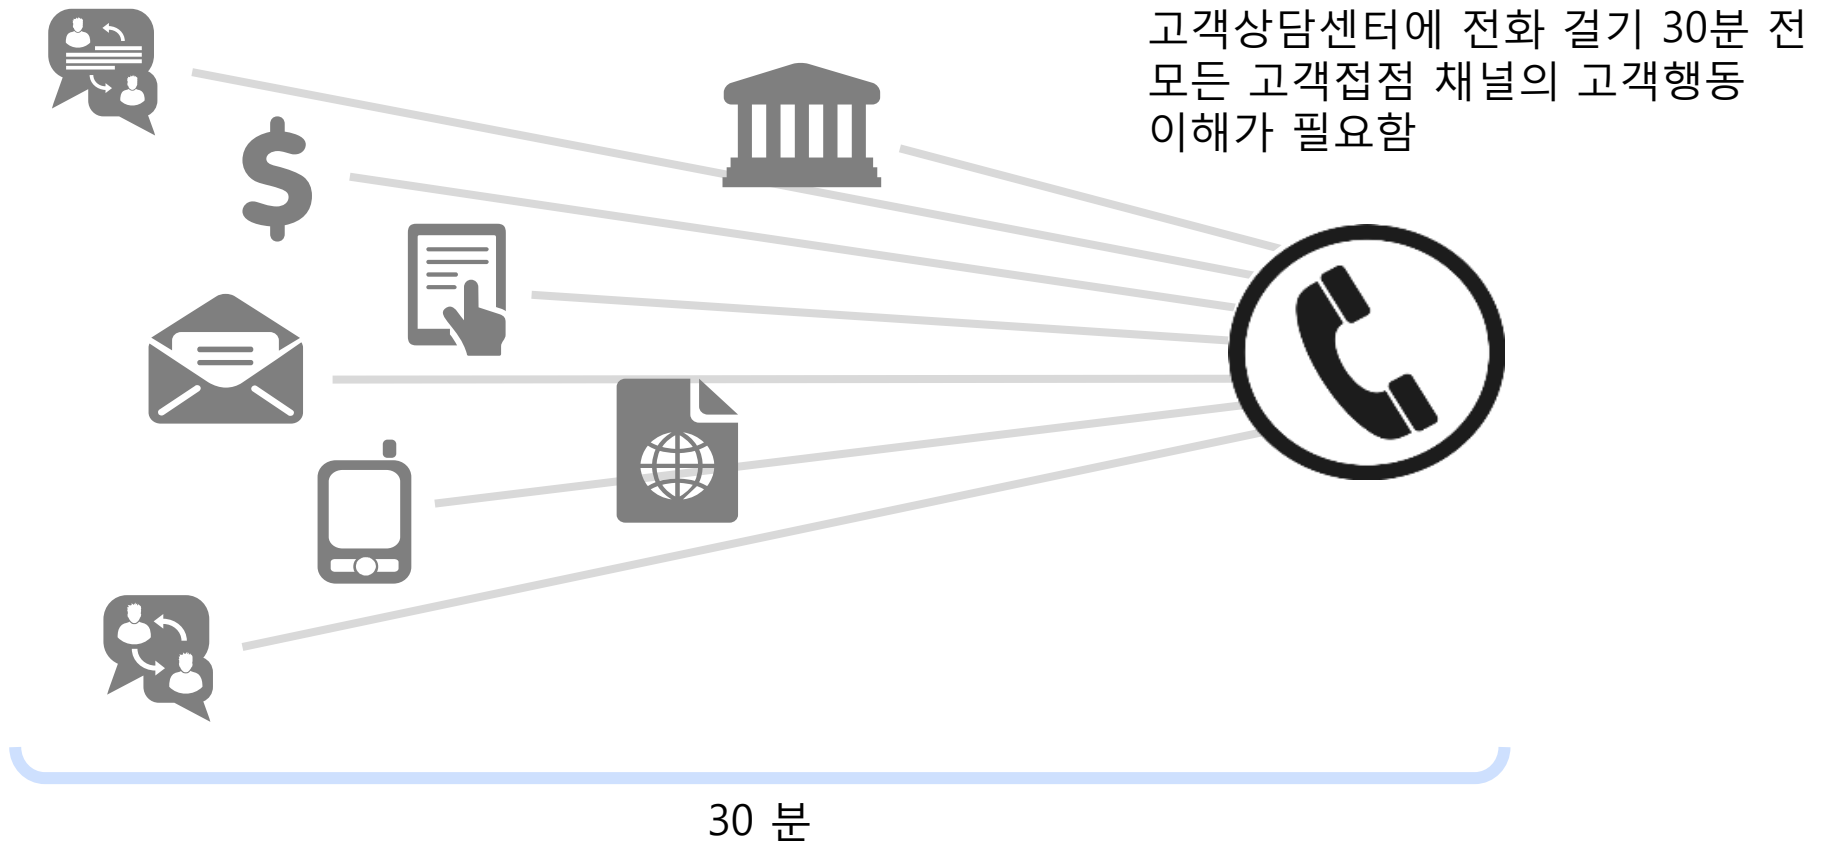 고객상담센터에 전화 걸기 30분 전
모든 고객접점 채널의 고객행동
이해가 필요함
30 분